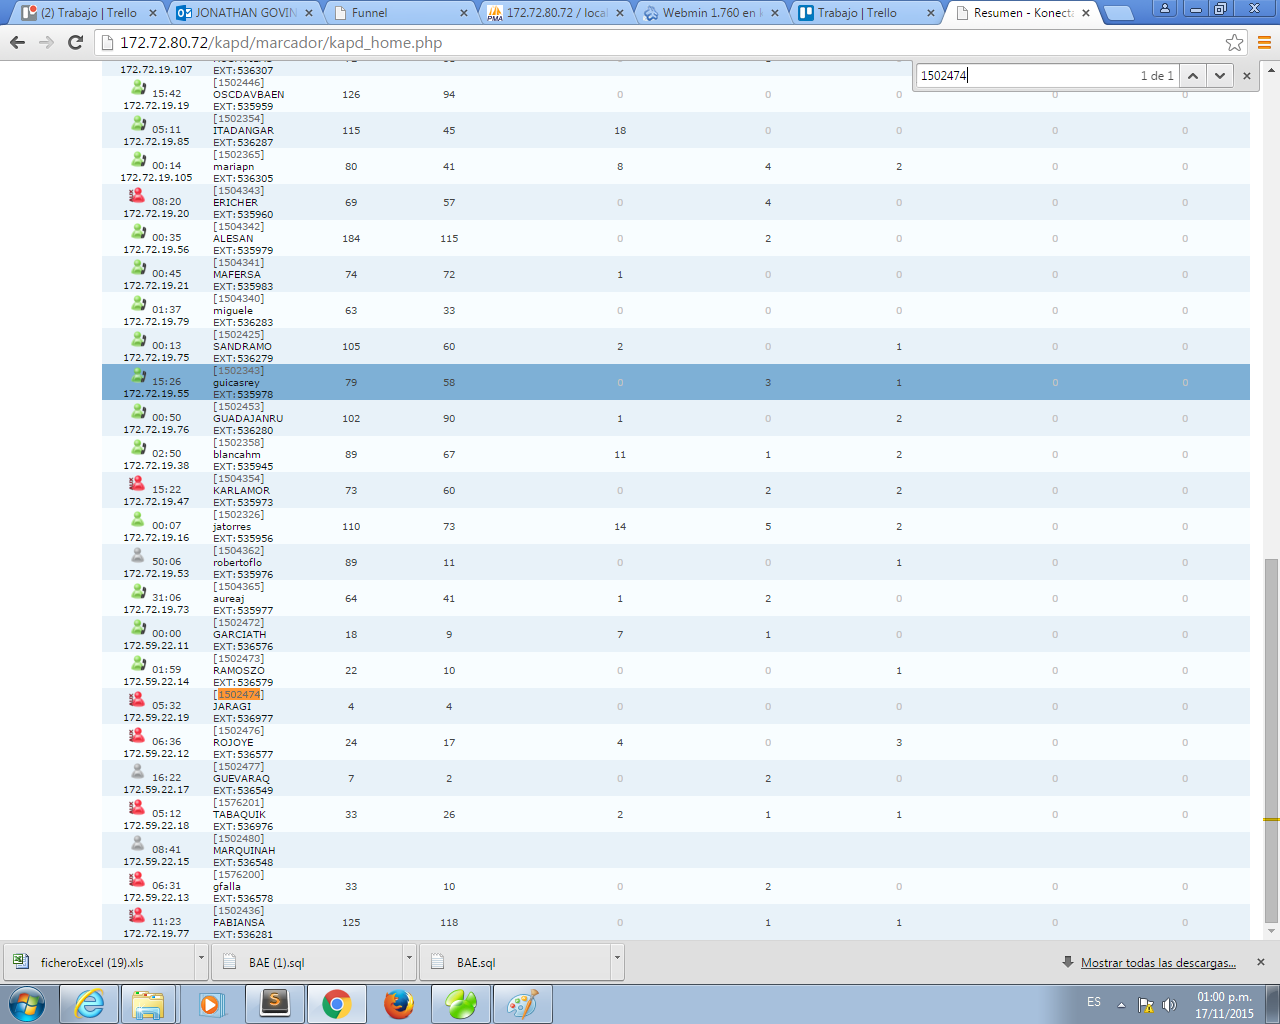 (2) Trabajo | Trello
JONATHAN GOVIN
Funnel
172.72.80.72 / local
Webmin 1.760 en k
Trabajo | Trello
Resumen - Konecta
172.72.80.72/kapd/marcador/kapd_home.php
1502474 1 de 1
172.72.19.107 EXT:536307
[1502446]
15:42 OSCDAVBAEN 126 94 0 0 0 0 0
172.72.19.19 EXT:535959
[1502354]
05:11 ITADANGAR 115 45 18 0 0 0 0
172.72.19.85 EXT:536287
[1502365]
00:14 mariapn 80 41 8 4 2 0 0
172.72.19.105 EXT:536305
[1504343]
08:20 ERICHER 69 57 0 4 0 0 0
172.72.19.20 EXT:535960
[1504342]
00:35 ALESAN 184 115 0 2 0 0 0
172.72.19.56 EXT:535979
[1504341]
00:45 MAFERSA 74 72 1 0 0 0 0
172.72.19.21 EXT:535983
[1504340]
01:37 miguele 63 33 0 0 0 0 0
172.72.19.79 EXT:536283
[1502425]
00:13 SANDRAMO 105 60 2 0 1 0 0
172.72.19.75 EXT:536279
[1502343]
15:26 guicasrey 79 58 0 3 1 0 0
172.72.19.55 EXT:535978
[1502453]
00:50 GUADAJANRU 102 90 1 0 2 0 0
172.72.19.76 EXT:536280
[1502358]
02:50 blancahm 89 67 11 1 2 0 0
172.72.19.38 EXT:535945
[1504354]
15:22 KARLAMOR 73 60 0 2 2 0 0
172.72.19.47 EXT:535973
[1502326]
00:07 jatorres 110 73 14 5 2 0 0
172.72.19.16 EXT:535956
[1504362]
50:06 robertoflo 89 11 0 0 1 0 0
172.72.19.53 EXT:535976
[1504365]
31:06 aureaj 64 41 1 2 0 0 0
172.72.19.73 EXT:535977
[1502472]
00:00 GARCIATH 18 9 7 1 0 0 0
172.59.22.11 EXT:536576
[1502473]
01:59 RAMOSZO 22 10 0 0 1 0 0
172.59.22.14 EXT:536579
[1502474]
05:32 JARAGI 4 4 0 0 0 0 0
172.59.22.19 EXT:536977
[1502476]
06:36 ROJOYE 24 17 4 0 3 0 0
172.59.22.12 EXT:536577
[1502477]
16:22 GUEVARAQ 7 2 0 2 0 0 0
172.59.22.17 EXT:536549
[1576201]
05:12 TABAQUIK 33 26 2 1 1 0 0
172.59.22.18 EXT:536976
[1502480]
08:41 MARQUINAH
172.59.22.15 EXT:536548
[1576200]
06:31 gfalla 33 10 0 2 0 0 0
172.59.22.13 EXT:536578
[1502436]
11:23 FABIANSA 125 118 0 1 1 0 0
172.72.19.77 EXT:536281
ficheroExcel (19).xls
BAE (1).sql
BAE.sql
Mostrar todas las descargas...
ES
01:00 p.m.
17/11/2015